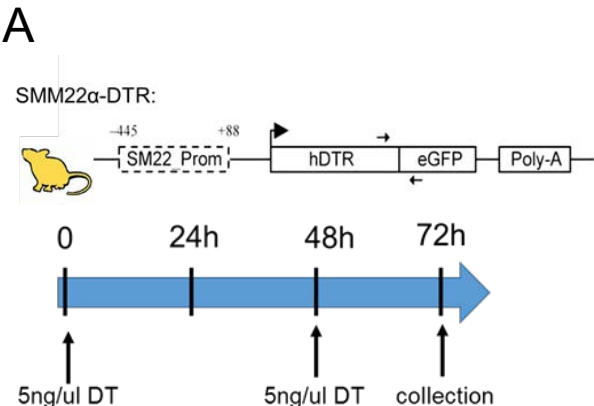 A
SMM22α-DTR:
–445 +88
SM22_Prom hDTR eGFP Poly-A
0 24h 48h 72h
5ng/ul DT 5ng/ul DT collection